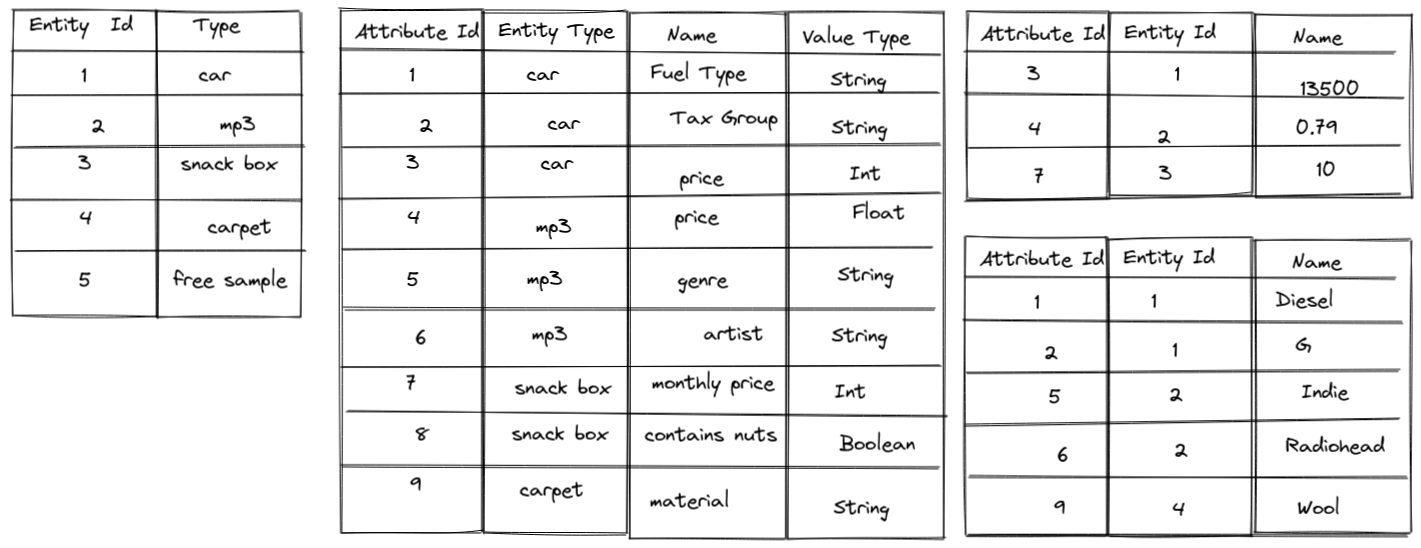 Entity Id Type
1 car
2 mp3
3 snack box
4 carpet
5 free sample
Attribute Id Entity Type Name Value Type
1 car Fuel Type String
2 car Tax Group String
3 car price Int
4 mp3 price Float
5 mp3 genre String
6 mp3 artist String
7 snack box monthly price Int
8 snack box contains nuts Boolean
9 carpet material String
Attribute Id Entity Id Name
3 1 13500
4 2 0.79
7 3 10
Attribute Id Entity Id Name
1 1 Diesel
2 1 G
5 2 Indie
6 2 Radiohead
9 4 Wool